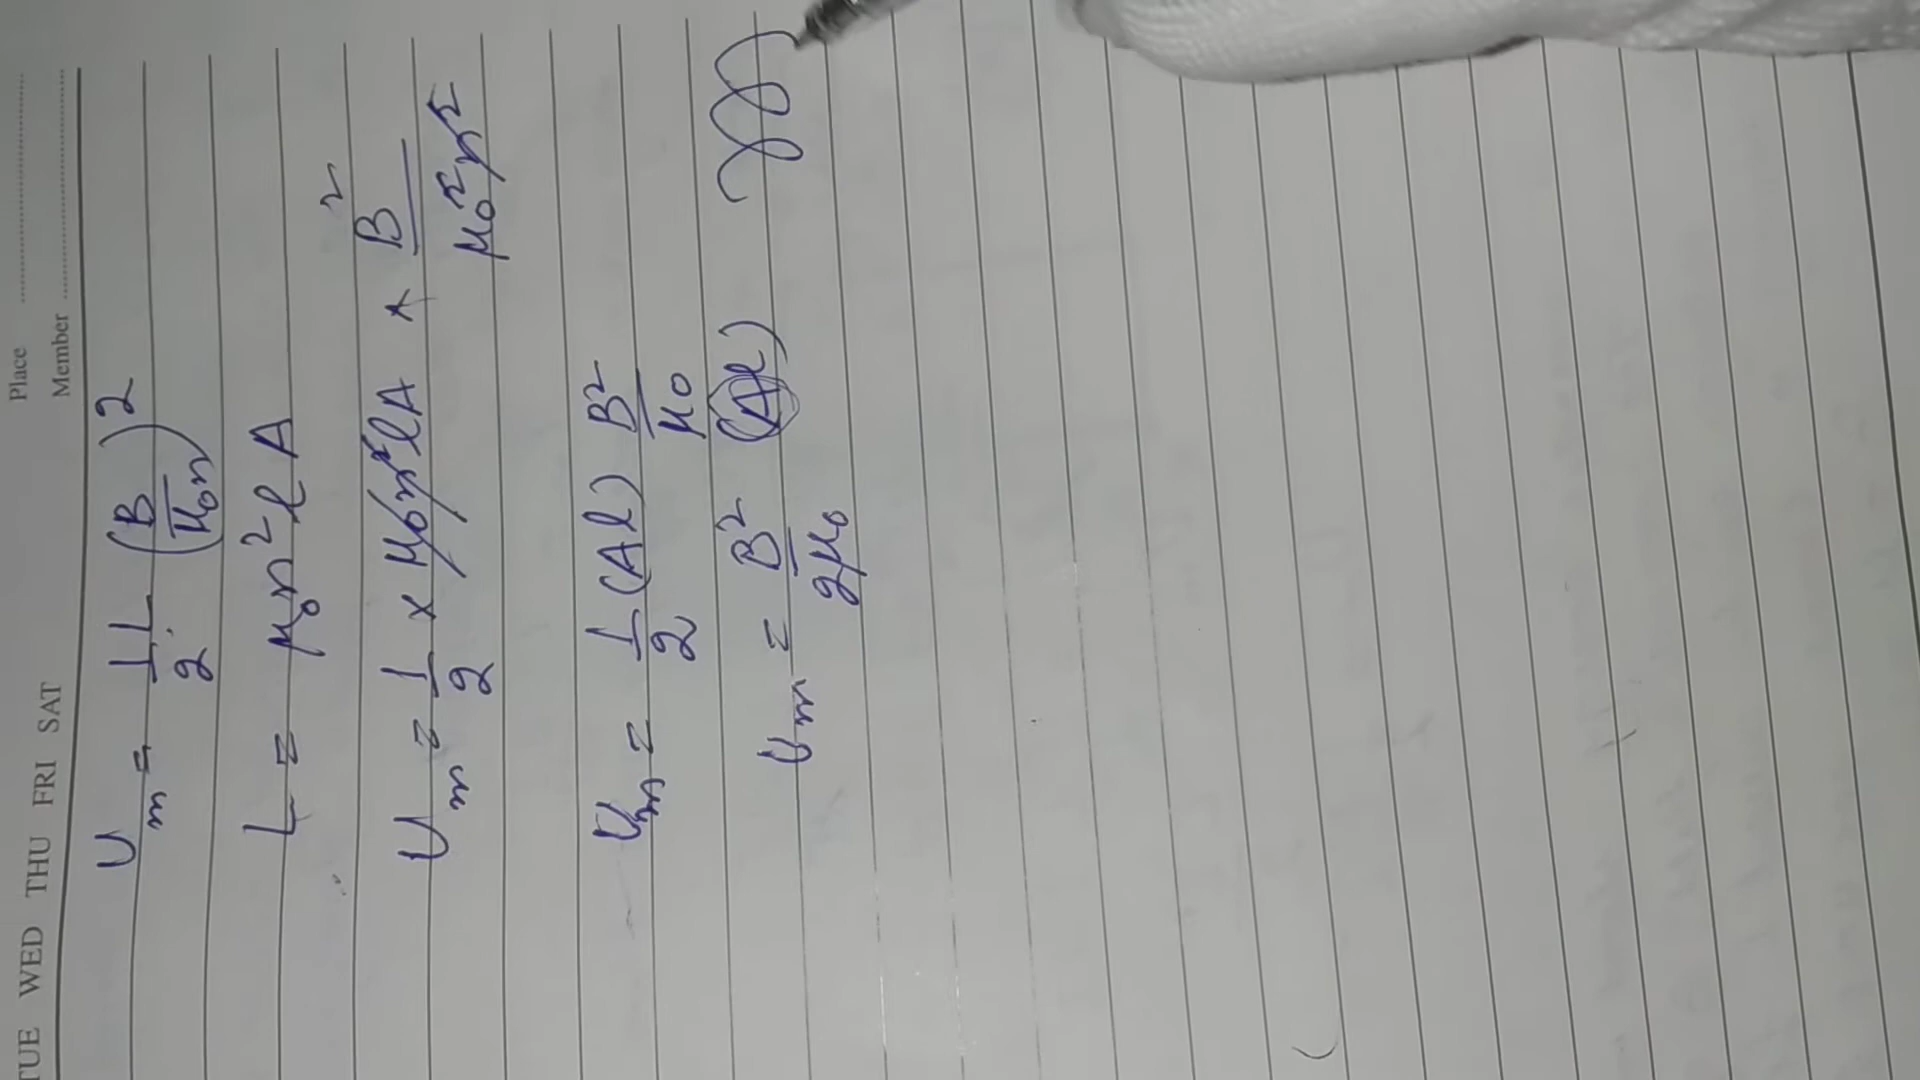 Place
TUE WED THU FRI SAT Member
U_m = 1/2 L (B/μ₀n)²
L = μ₀n²lA
U_m = 1/2 × μ₀n²lA × B²/μ₀²n²
U_m = 1/2 (Al) B²/μ₀
U_m = B²/2μ₀ (Al)